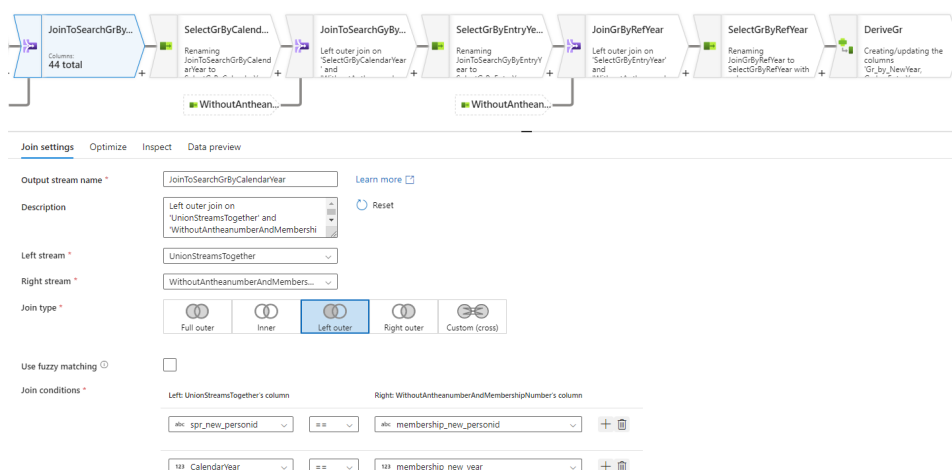 JoinToSearchGrBy...
Columns:
44 total
SelectGrByCalend...
Renaming
JoinToSearchGrByCalend
arYear to
JoinToSearchGyBy...
Left outer join on
'SelectGrByCalendarYear
' and
SelectGrByEntryYe...
Renaming
JoinToSearchGyByEntryY
ear to
JoinGrByRefYear
Left outer join on
'SelectGrByEntryYear'
and
SelectGrByRefYear
Renaming
JoinGrByRefYear to
SelectGrByRefYear with
DeriveGr
Creating/updating the
columns
'Gr_by_NewYear,
WithoutAnthean...
WithoutAnthean...
Join settings Optimize Inspect Data preview
Output stream name *
JoinToSearchGrByCalendarYear
Learn more
Description
Left outer join on
'UnionStreamsTogether' and
'WithoutAntheanumberAndMembershi
Reset
Left stream *
UnionStreamsTogether
Right stream *
WithoutAntheanumberAndMembers...
Join type *
Full outer
Inner
Left outer
Right outer
Custom (cross)
Use fuzzy matching
Join conditions *
Left: UnionStreamsTogether's column
Right: WithoutAntheanumberAndMembershipNumber's column
abc spr_new_personid
==
abc membership_new_personid
123 CalendarYear
==
123 membership_new_year